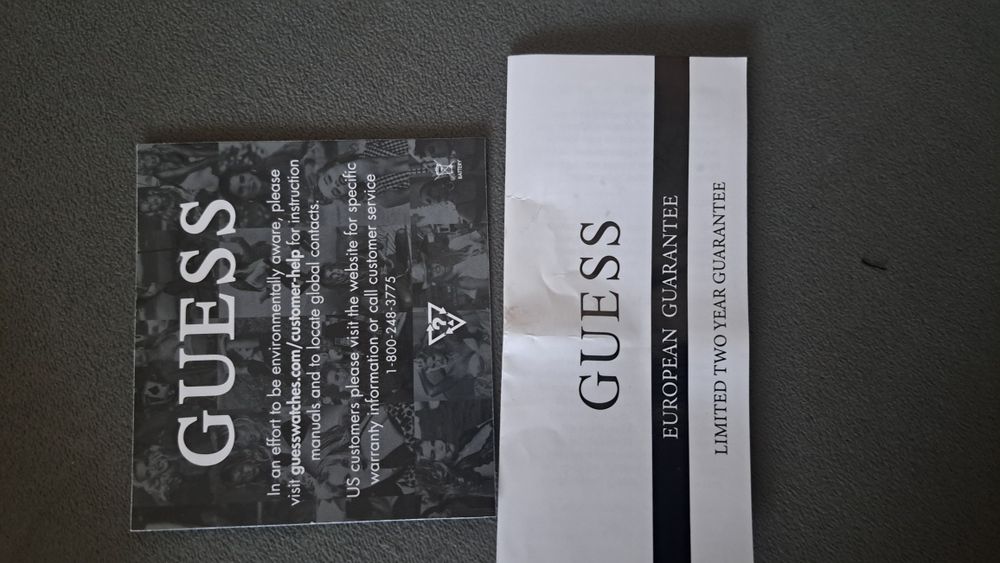 GUESS
In an effort to be environmentally aware, please
visit guesswatches.com/customer-help for instruction
manuals and to locate global contacts.
US customers please visit the website for specific
warranty information or call customer service
1-800-248-3775
?
BATTERY
GUESS
EUROPEAN GUARANTEE
LIMITED TWO YEAR GUARANTEE